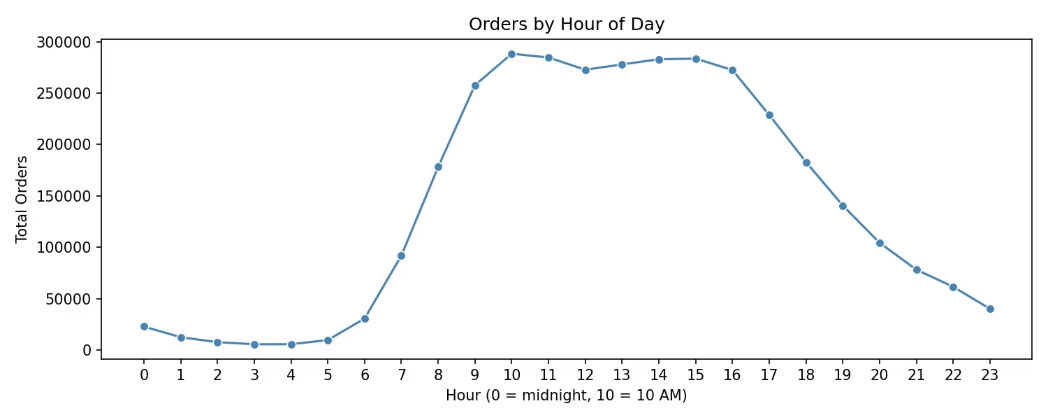 Orders by Hour of Day
Total Orders
300000
250000
200000
150000
100000
50000
0
0 1 2 3 4 5 6 7 8 9 10 11 12 13 14 15 16 17 18 19 20 21 22 23
Hour (0 = midnight, 10 = 10 AM)